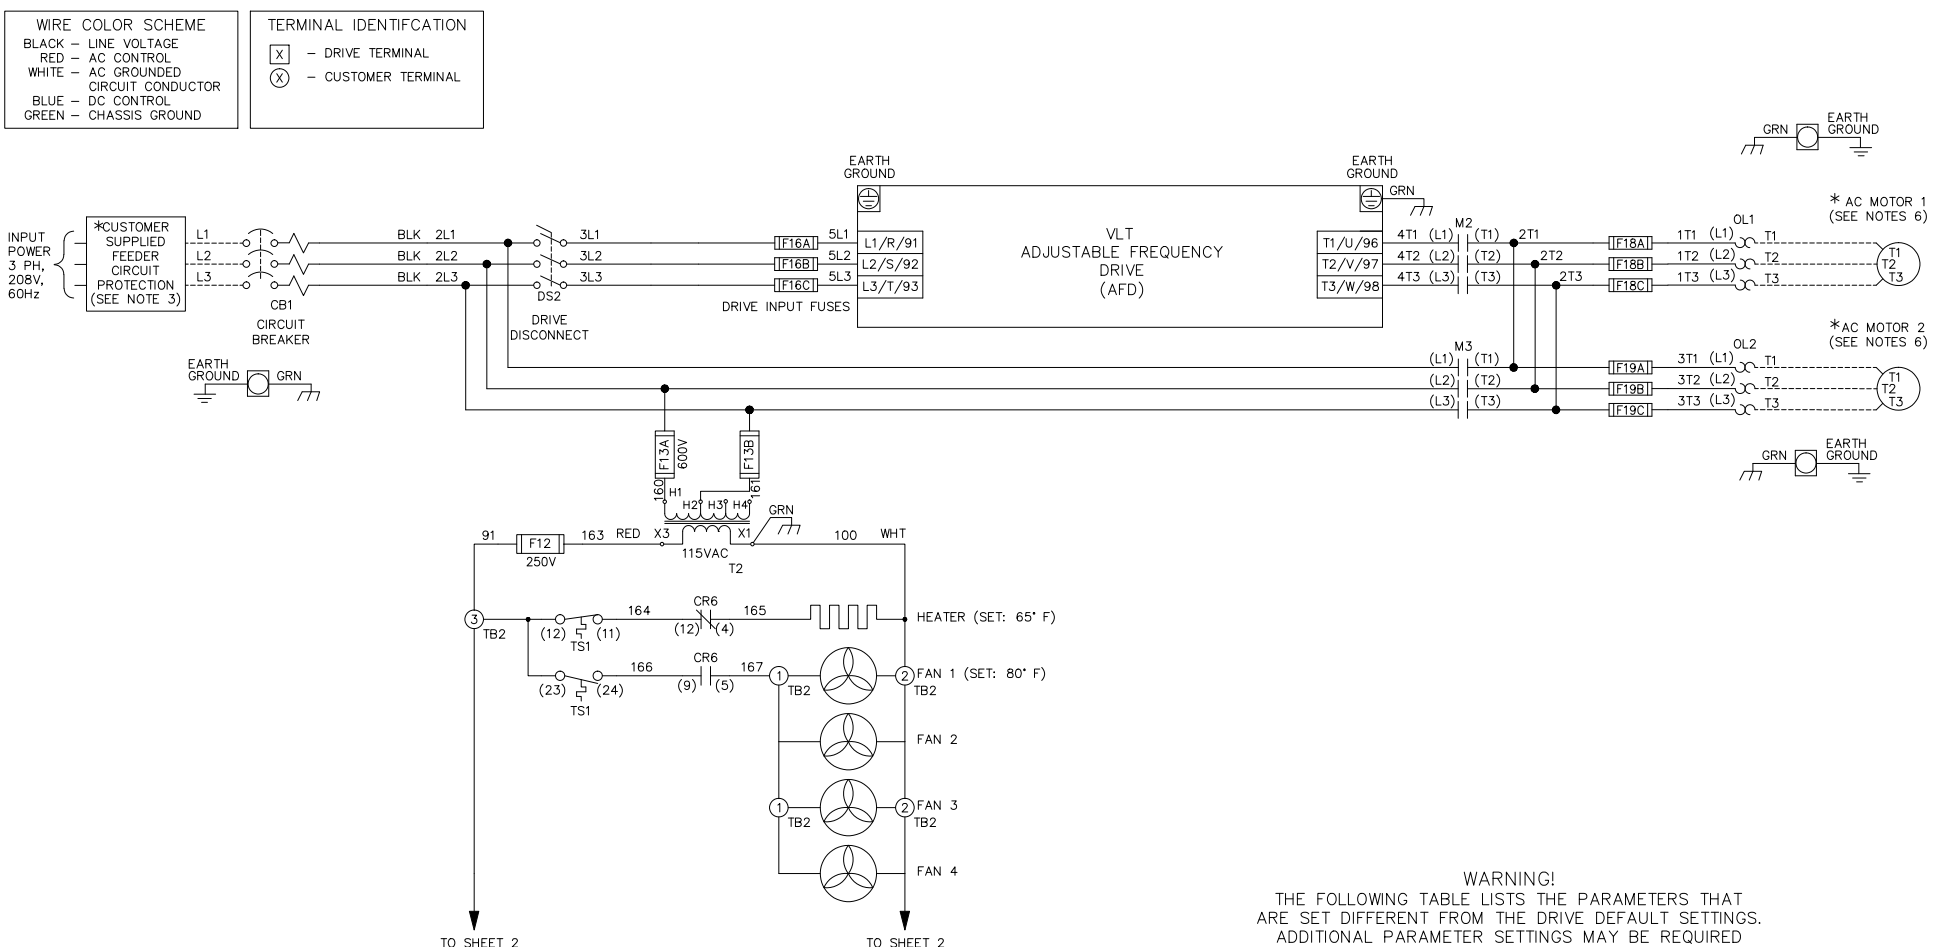 WIRE COLOR SCHEME
BLACK – LINE VOLTAGE
RED – AC CONTROL
WHITE – AC GROUNDED
CIRCUIT CONDUCTOR
BLUE – DC CONTROL
GREEN – CHASSIS GROUND
TERMINAL IDENTIFCATION
X – DRIVE TERMINAL
X – CUSTOMER TERMINAL
GRN
EARTH
GROUND
INPUT
POWER
3 PH,
208V,
60Hz
*CUSTOMER
SUPPLIED
FEEDER
CIRCUIT
PROTECTION
(SEE NOTE 3)
L1
L2
L3
CB1
CIRCUIT
BREAKER
BLK 2L1
BLK 2L2
BLK 2L3
DS2
DRIVE
DISCONNECT
3L1
3L2
3L3
F16A
F16B
F16C
DRIVE INPUT FUSES
5L1
5L2
5L3
EARTH
GROUND
L1/R/91
L2/S/92
L3/T/93
VLT
ADJUSTABLE FREQUENCY
DRIVE
(AFD)
EARTH
GROUND
GRN
T1/U/96
T2/V/97
T3/W/98
M2
4T1 (L1) (T1) 2T1
4T2 (L2) (T2) 2T2
4T3 (L3) (T3) 2T3
F18A
F18B
F18C
OL1
1T1 (L1) T1
1T2 (L2) T2
1T3 (L3) T3
* AC MOTOR 1
(SEE NOTES 6)
T1
T2
T3
EARTH
GROUND
GRN
M3
(L1) (T1)
(L2) (T2)
(L3) (T3)
F19A
F19B
F19C
OL2
3T1 (L1) T1
3T2 (L2) T2
3T3 (L3) T3
* AC MOTOR 2
(SEE NOTES 6)
T1
T2
T3
GRN
EARTH
GROUND
F13A
600V
F13B
160
H1
H2
H3
H4
161
GRN
91
F12
250V
163 RED X3
115VAC
X1
T2
100 WHT
3
TB2
(12) (11)
TS1
164
CR6
(12) (4)
165
HEATER (SET: 65° F)
(23) (24)
TS1
166
CR6
(9) (5)
167
1
TB2
2
TB2
FAN 1 (SET: 80° F)
FAN 2
1
TB2
2
TB2
FAN 3
FAN 4
TO SHEET 2
TO SHEET 2
WARNING!
THE FOLLOWING TABLE LISTS THE PARAMETERS THAT
ARE SET DIFFERENT FROM THE DRIVE DEFAULT SETTINGS.
ADDITIONAL PARAMETER SETTINGS MAY BE REQUIRED